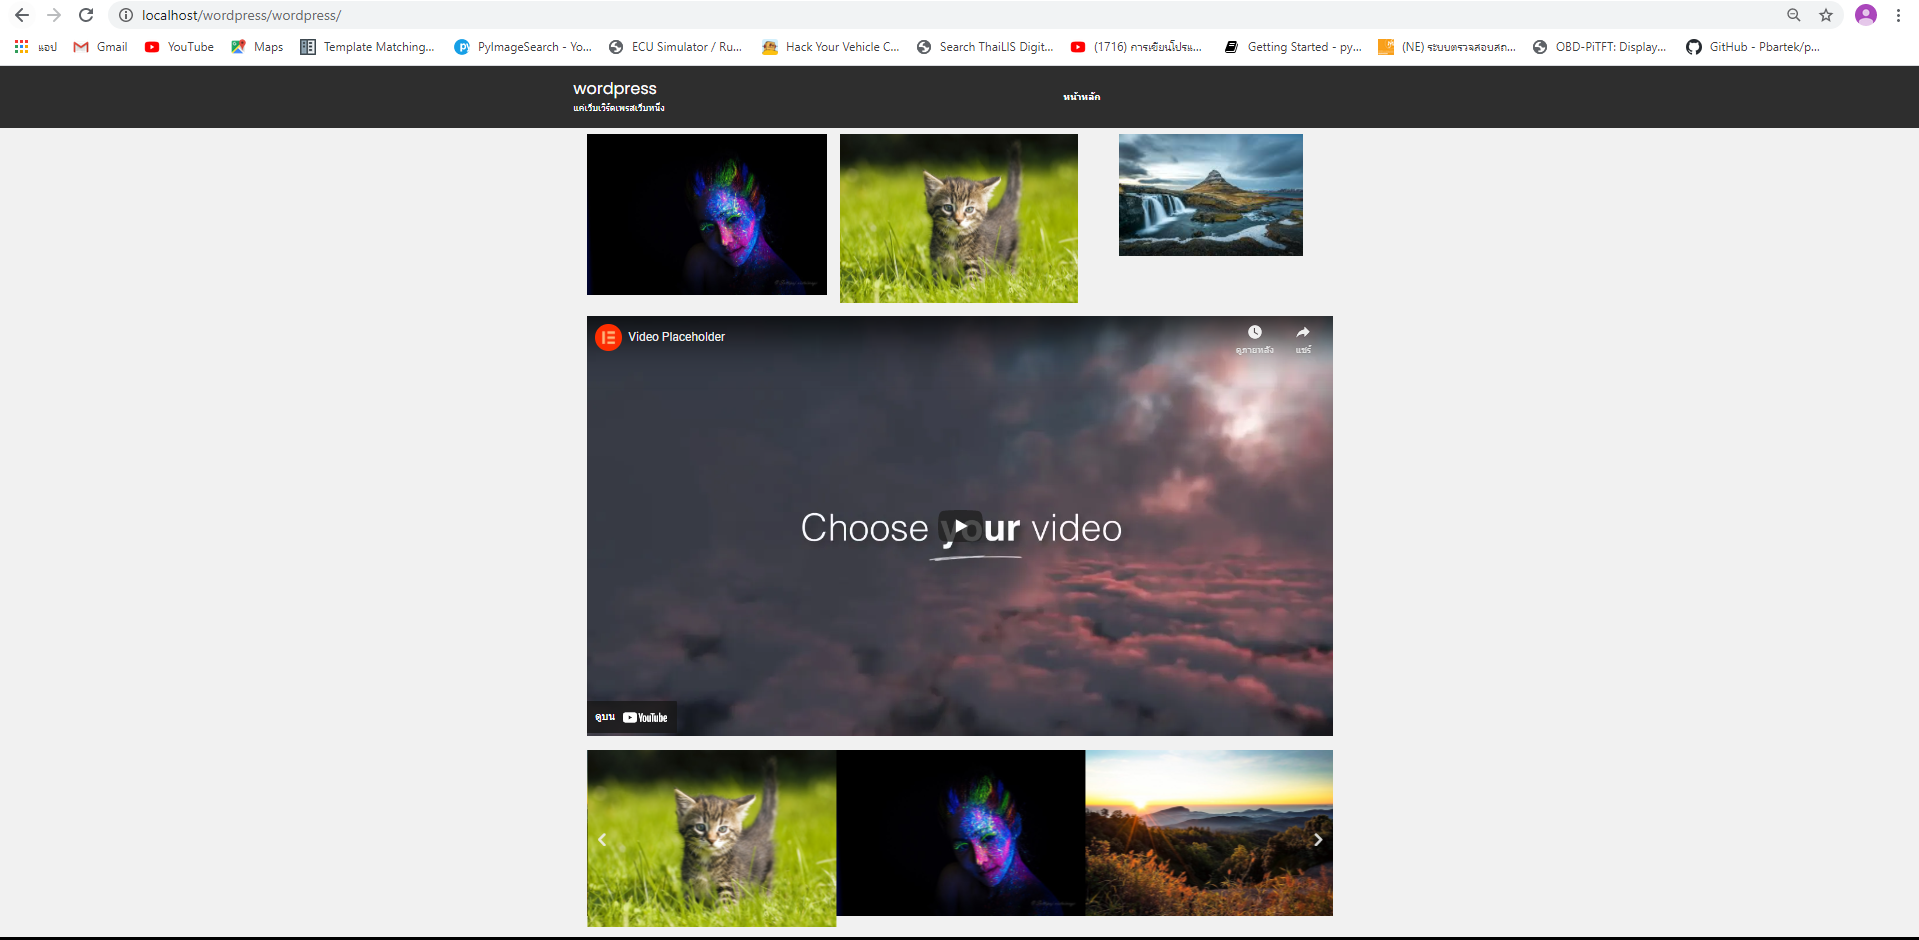 localhost/wordpress/wordpress/
แอป Gmail YouTube Maps Template Matching... PyImageSearch - Yo... ECU Simulator / Ru... Hack Your Vehicle C... Search ThaiLIS Digit... (1716) การเขียนโปรแ... Getting Started - py... (NE) ระบบตรวจสอบสถ... OBD-PiTFT: Display... GitHub - Pbartek/p...
wordpress
แค่เว็บเวิร์ดเพรสเว็บหนึ่ง
หน้าหลัก
Video Placeholder
ดูภายหลัง แชร์
Choose your video
ดูบน YouTube